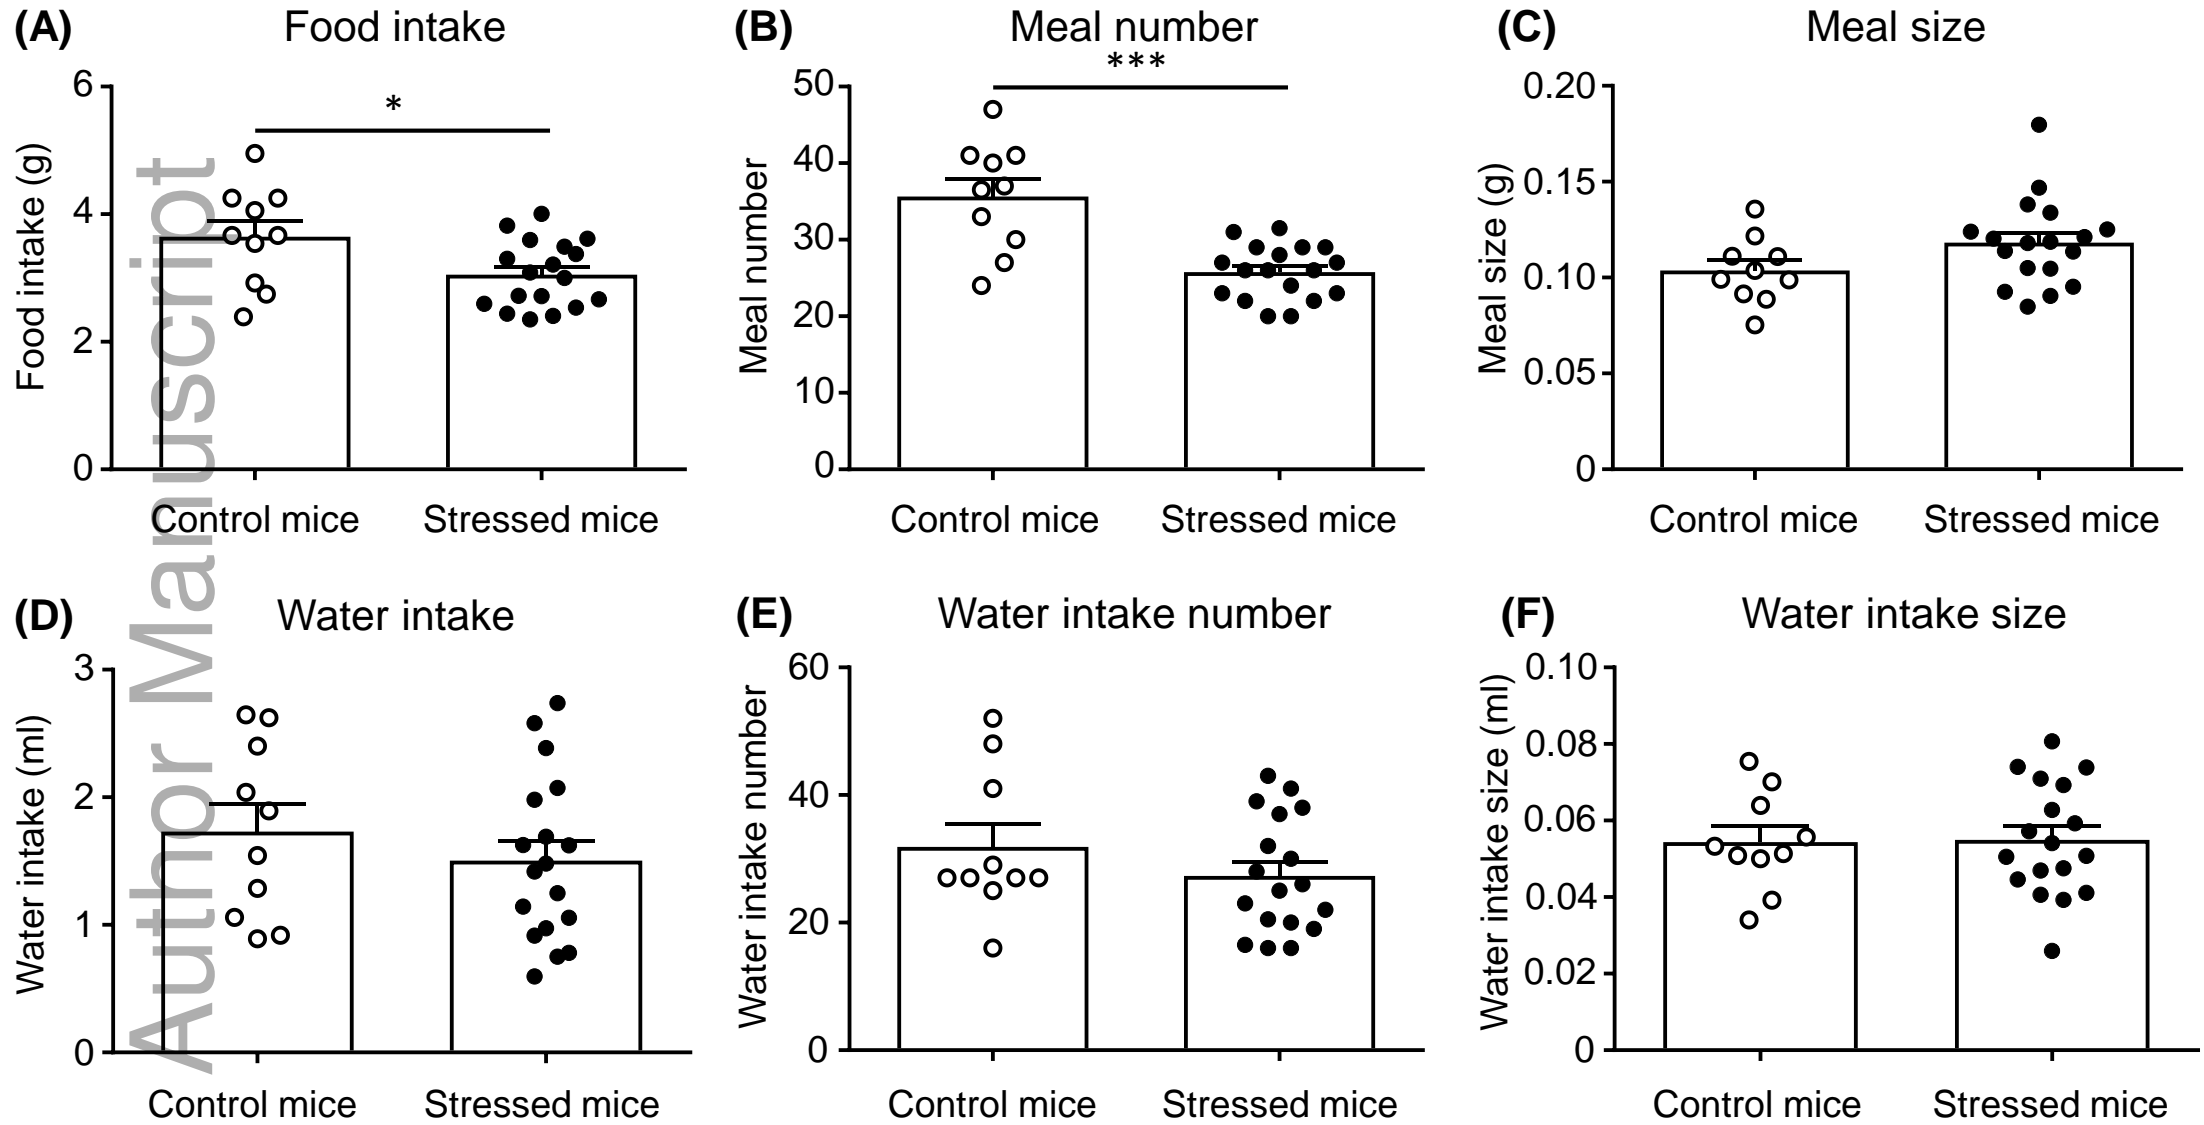 (A)
Food intake
Food intake (g)
6
4
2
0
*
Control mice
Stressed mice
(B)
Meal number
Meal number
50
40
30
20
10
0
***
Control mice
Stressed mice
(C)
Meal size
Meal size (g)
0.20
0.15
0.10
0.05
0
Control mice
Stressed mice
(D)
Water intake
Water intake (ml)
3
2
1
0
Control mice
Stressed mice
(E)
Water intake number
Water intake number
60
40
20
0
Control mice
Stressed mice
(F)
Water intake size
Water intake size (ml)
0.10
0.08
0.06
0.04
0.02
0
Control mice
Stressed mice
Author Manuscript